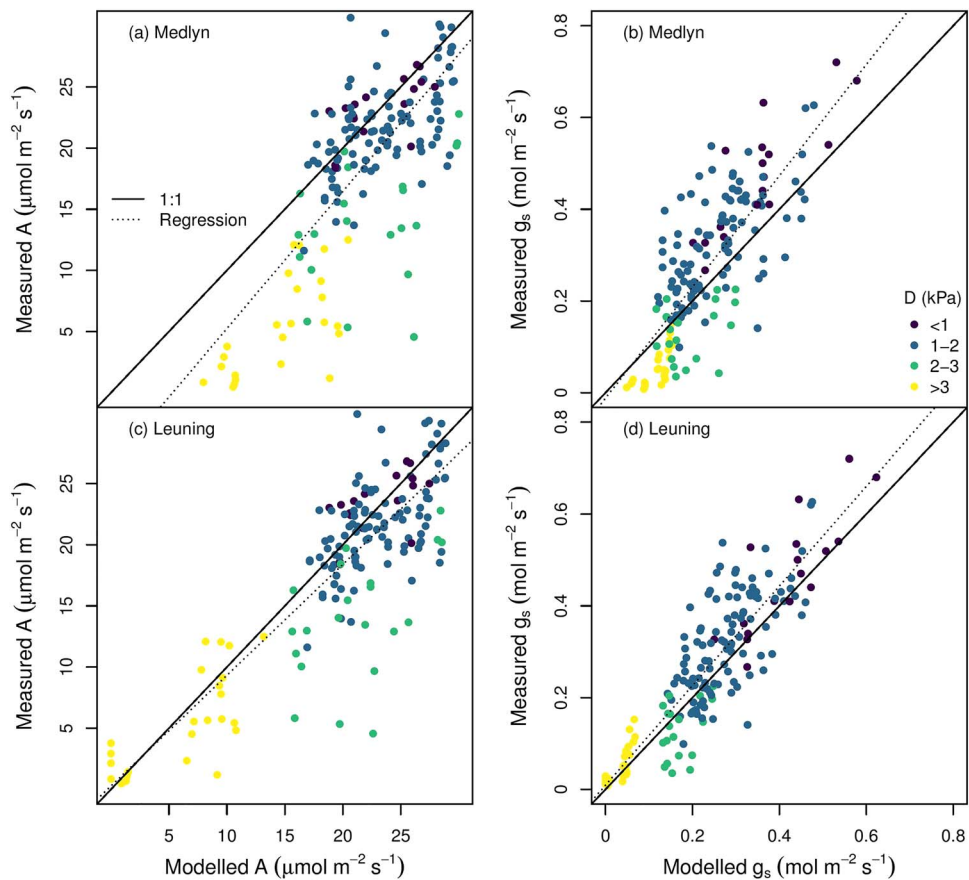 (a) Medlyn
(b) Medlyn
Measured A (μmol m⁻² s⁻¹)
25
20
15
10
5
1:1
Regression
Measured gₛ (mol m⁻² s⁻¹)
0.8
0.6
0.4
0.2
0
D (kPa)
<1
1–2
2–3
>3
(c) Leuning
(d) Leuning
Measured A (μmol m⁻² s⁻¹)
25
20
15
10
5
Measured gₛ (mol m⁻² s⁻¹)
0.8
0.6
0.4
0.2
0
5 10 15 20 25
0 0.2 0.4 0.6 0.8
Modelled A (μmol m⁻² s⁻¹)
Modelled gₛ (mol m⁻² s⁻¹)